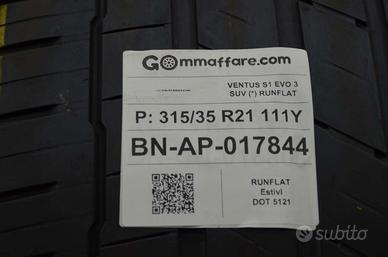 GOmmaffare.com
VENTUS S1 EVO 3
SUV (*) RUNFLAT
P: 315/35 R21 111Y
BN-AP-017844
RUNFLAT
Estivi
DOT 5121
subito